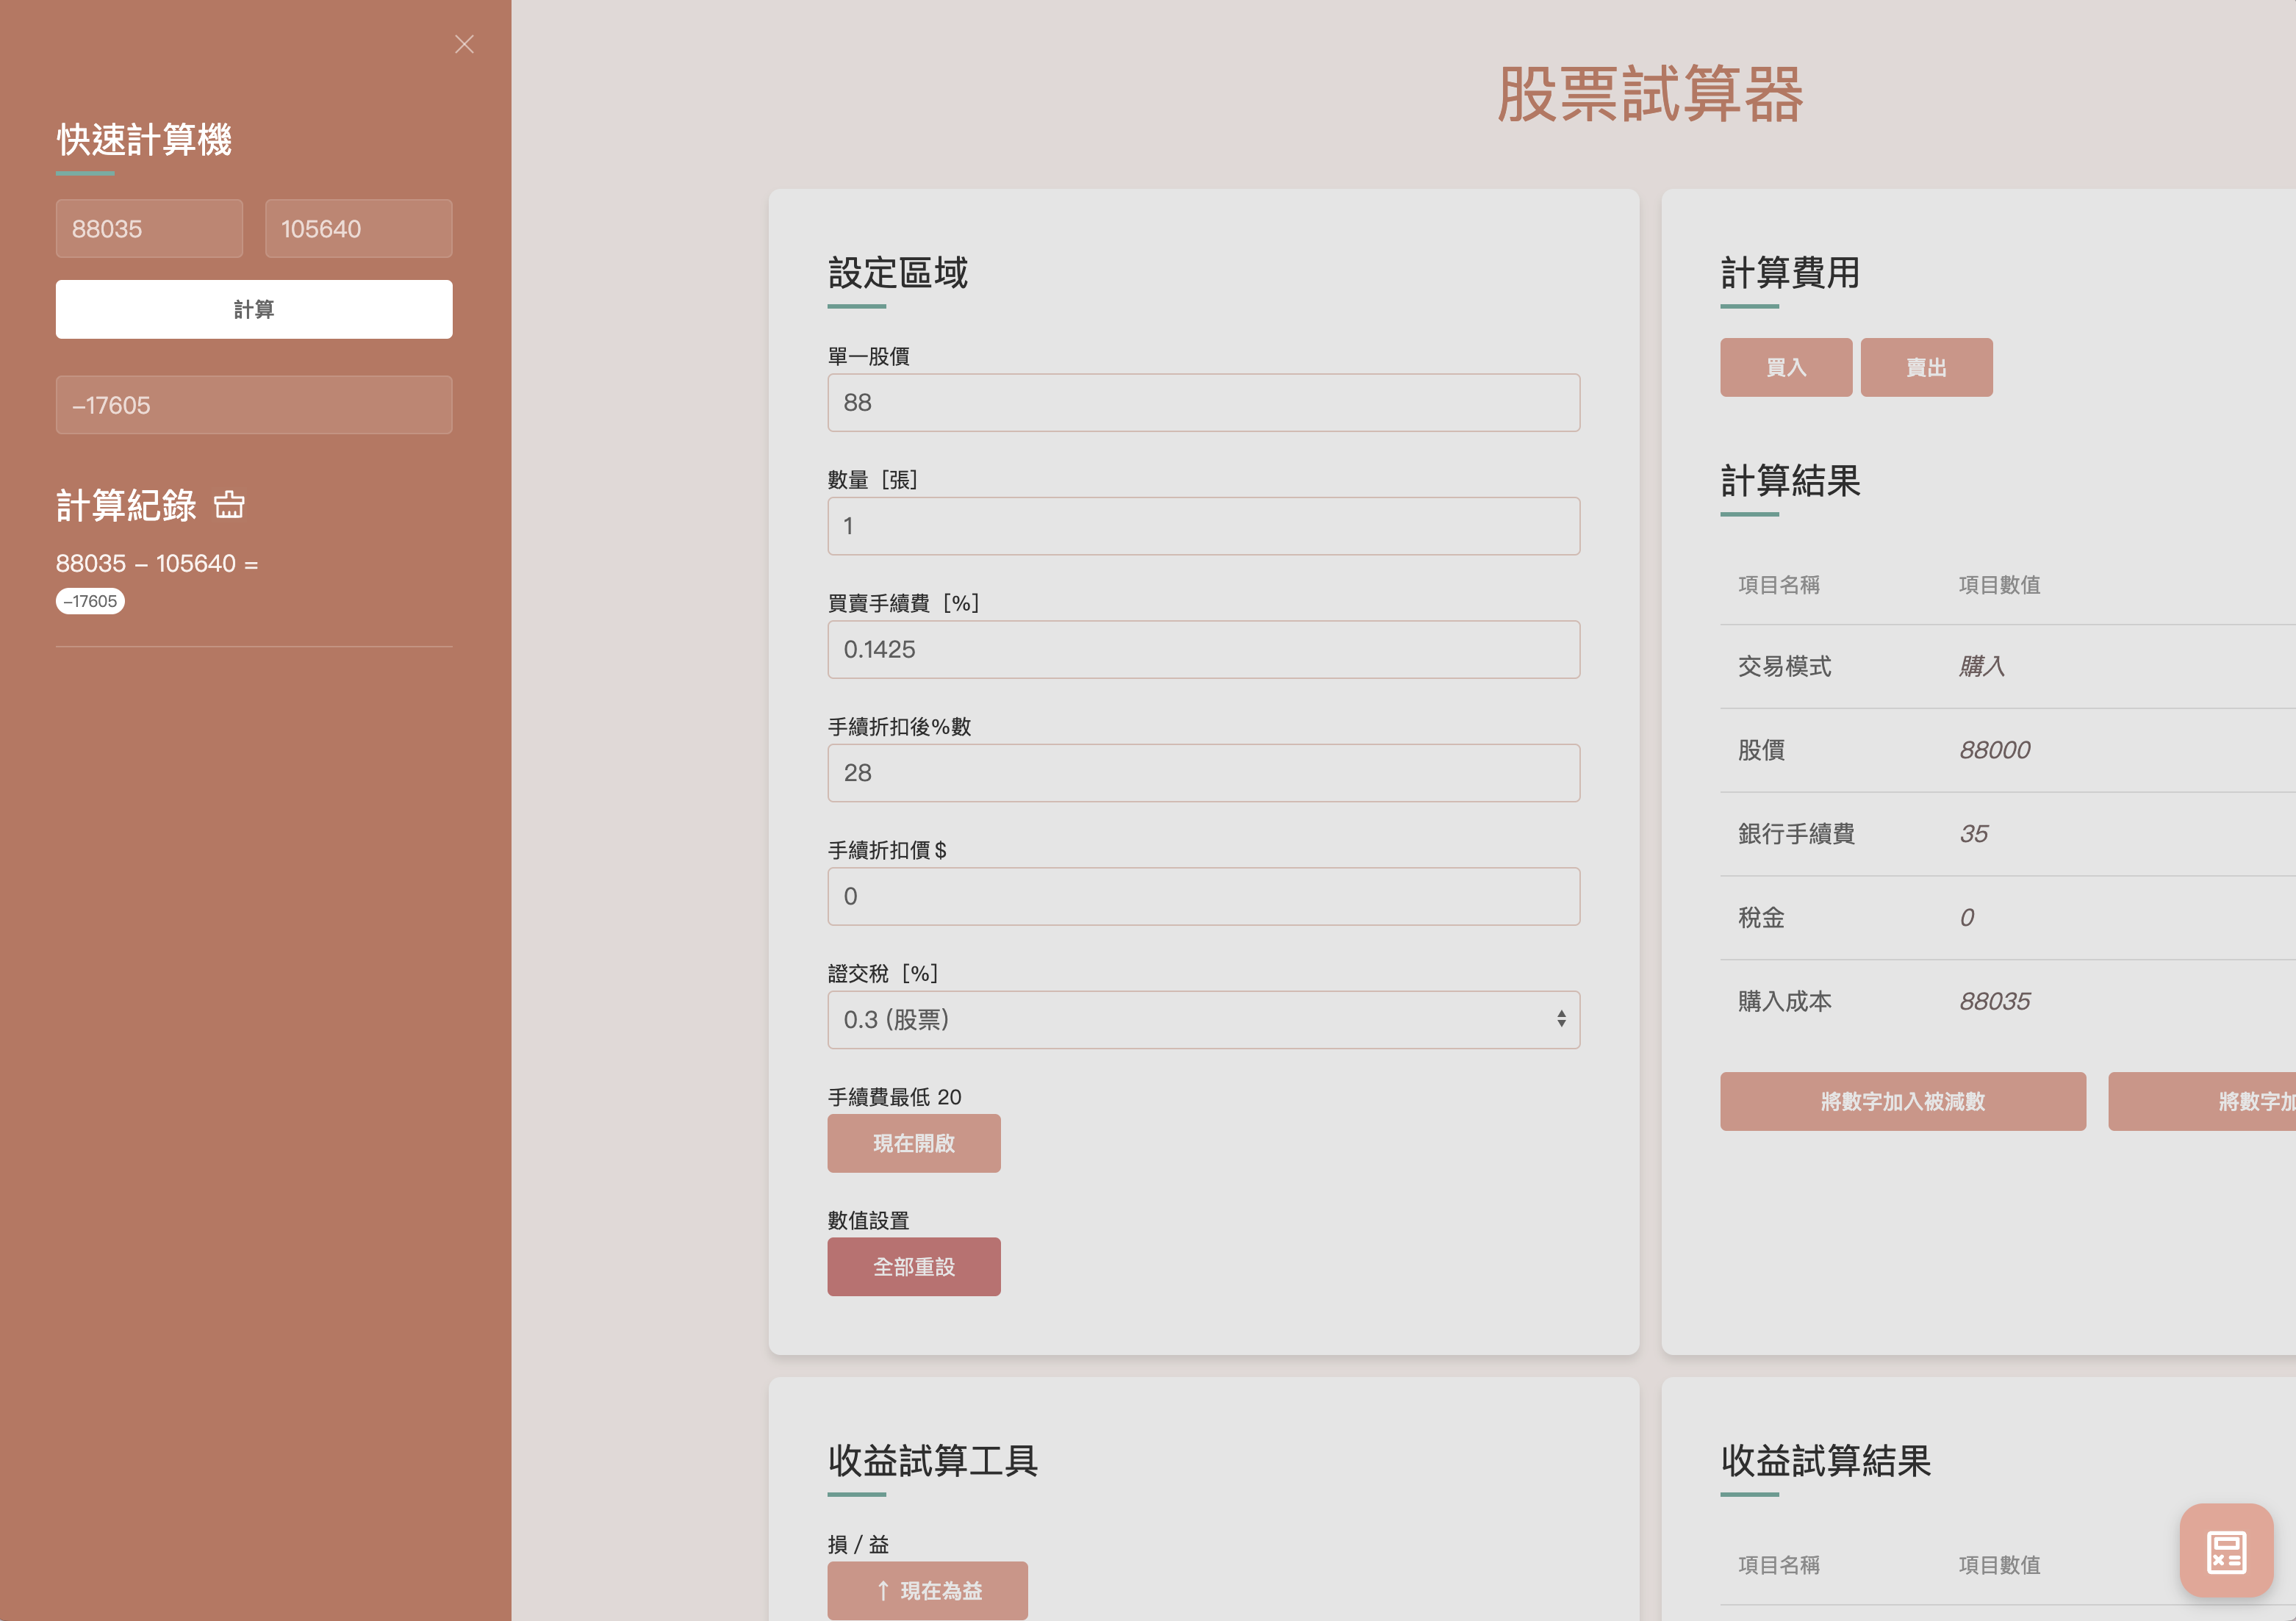 快速計算機
88035
105640
計算
–17605
計算紀錄
88035 – 105640 =
–17605
股票試算器
設定區域
單一股價
88
數量［張］
1
買賣手續費［%］
0.1425
手續折扣後%數
28
手續折扣價 $
0
證交稅［%］
0.3 (股票)
手續費最低 20
現在開啟
數值設置
全部重設
計算費用
買入
賣出
計算結果
項目名稱 項目數值
交易模式 購入
股價 88000
銀行手續費 35
稅金 0
購入成本 88035
將數字加入被減數
將數字加
收益試算工具
損 / 益
↑ 現在為益
收益試算結果
項目名稱 項目數值